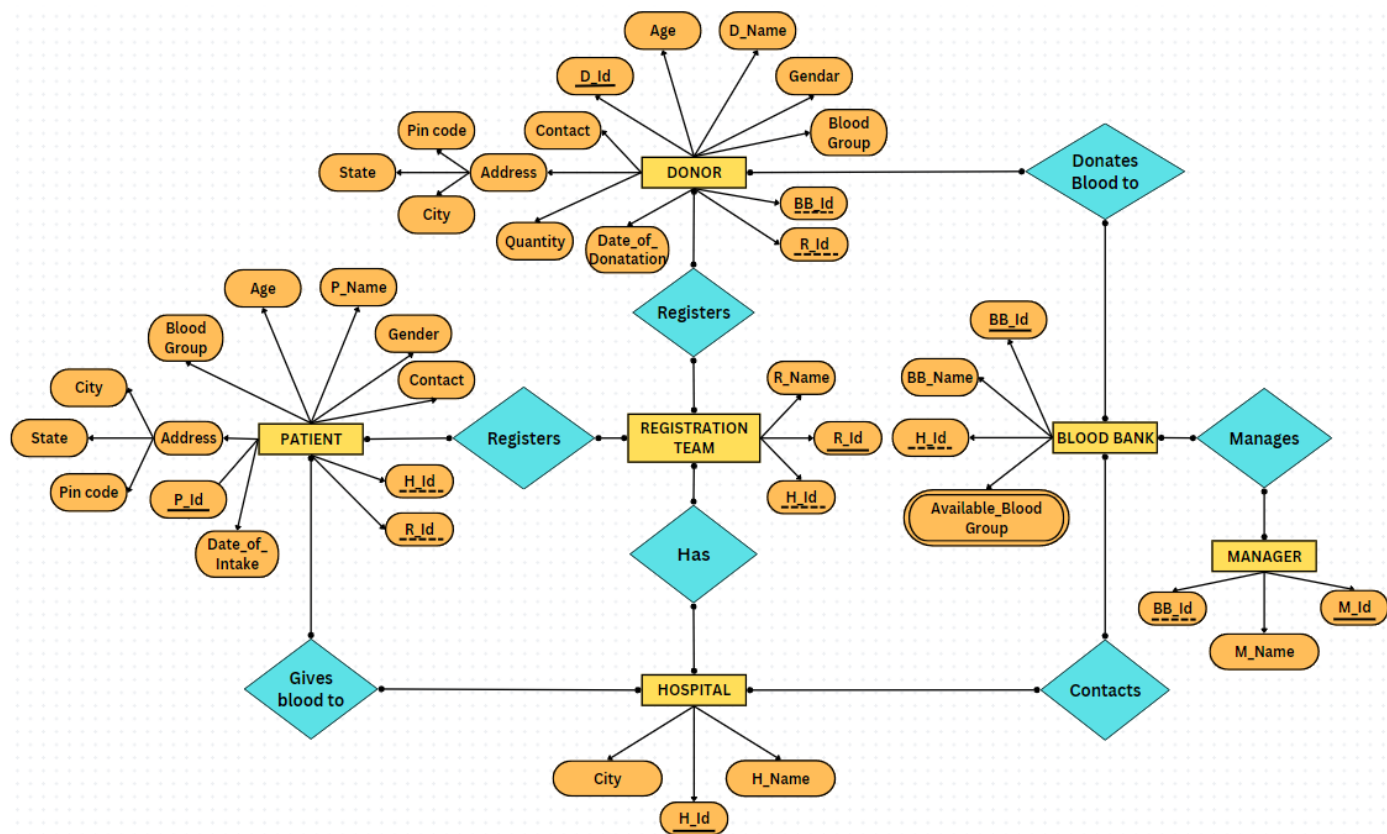 Age
D_Name
D_Id
Gendar
Pin code
Contact
Blood
Group
State
Address
DONOR
Donates
Blood to
City
BB_Id
Quantity
Date_of_
Donatation
R_Id
Registers
Age
P_Name
Blood
Group
Gender
Contact
City
State
Address
PATIENT
Pin code
P_Id
Date_of_
Intake
H_Id
R_Id
Registers
REGISTRATION
TEAM
R_Name
R_Id
H_Id
BB_Id
BB_Name
H_Id
BLOOD BANK
Available_Blood
Group
Manages
MANAGER
BB_Id
M_Id
M_Name
Has
Gives
blood to
HOSPITAL
Contacts
City
H_Name
H_Id